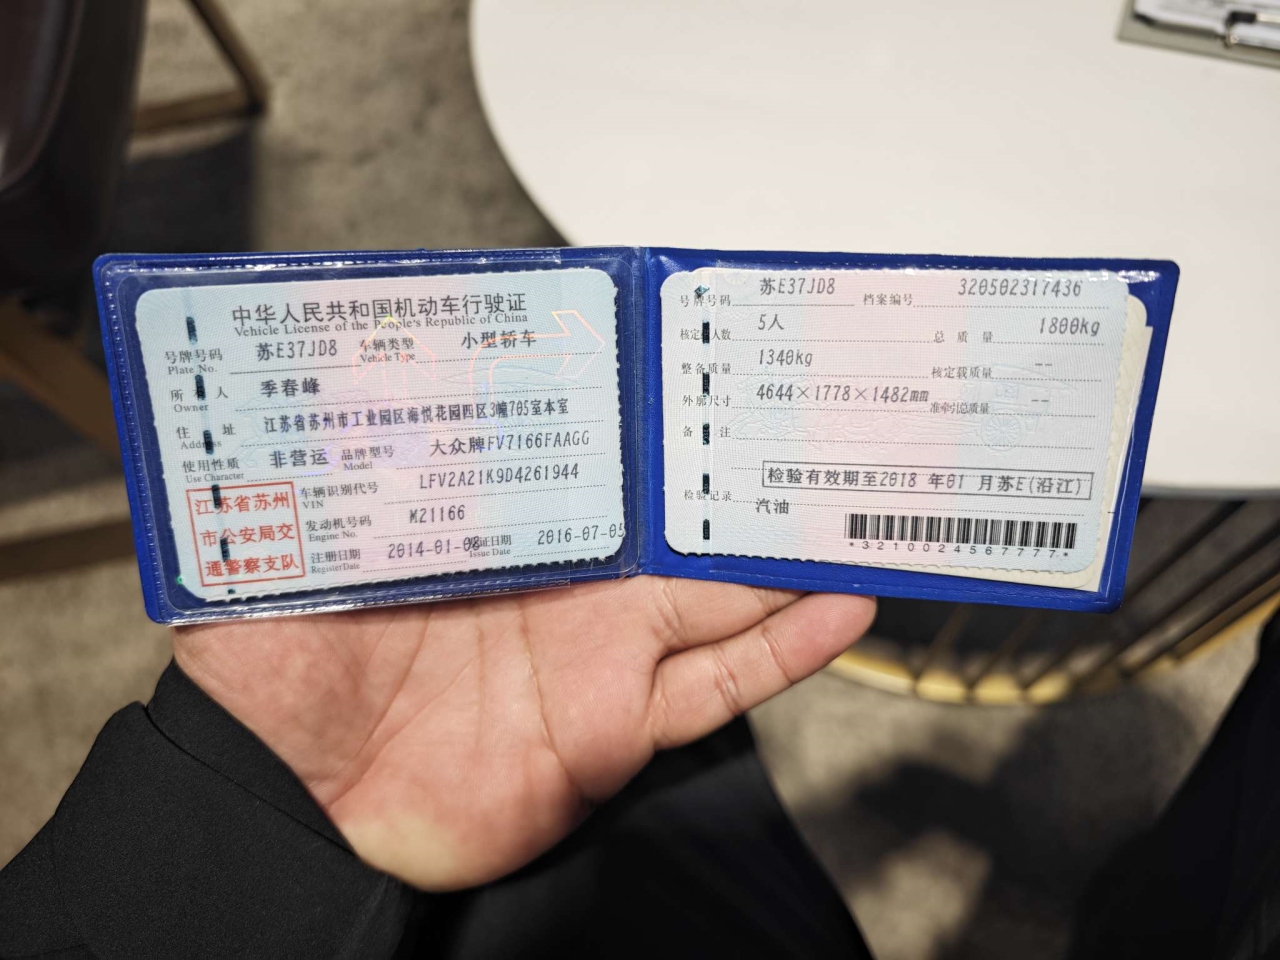 中华人民共和国机动车行驶证
Vehicle License of the People's Republic of China
号牌号码 苏E37JD8 车辆类型 小型轿车
Plate No. Vehicle Type
所有人 季春峰
Owner
住址 江苏省苏州市工业园区海悦花园四区3幢705室本室
Address
使用性质 非营运 品牌型号 大众牌FV7166FAAGG
Use Character Model
江苏省苏州
市公安局交
通警察支队
车辆识别代号 LFV2A21K9D4261944
VIN
发动机号码 M21166
Engine No.
注册日期 2014-01-08 发证日期 2016-07-05
Register Date Issue Date
号牌号码 苏E37JD8 档案编号 320502317436
核定人数 5人 总质量 1800kg
整备质量 1340kg 核定载质量 --
外廓尺寸 4644×1778×1482mm 准牵引总质量 --
备注
检验有效期至2018年01月苏E(沿江)
检验记录 汽油
*3210024567777*